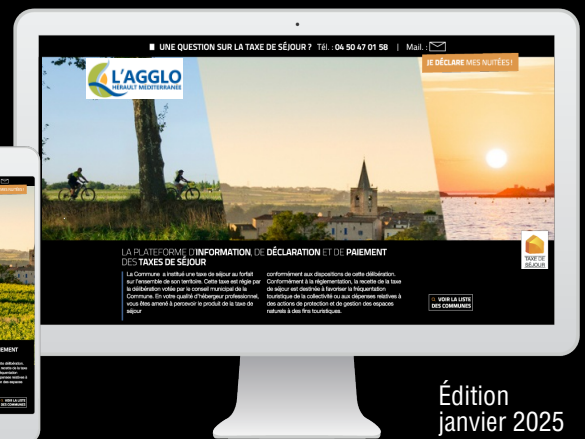 UNE QUESTION SUR LA TAXE DE SÉJOUR ? Tél. : 04 50 47 01 58 | Mail. :
JE DÉCLARE MES NUITÉES !
L'AGGLO
HÉRAULT MÉDITERRANÉE
LA PLATEFORME D'INFORMATION, DE DÉCLARATION ET DE PAIEMENT
DES TAXES DE SÉJOUR
La Commune a institué une taxe de séjour au forfait
sur l'ensemble de son territoire. Cette taxe est régie par
la délibération votée par le conseil municipal de la
Commune. En votre qualité d'hébergeur professionnel,
vous êtes amené à percevoir le produit de la taxe de
séjour
conformément aux dispositions de cette délibération.
Conformément à la réglementation, la recette de la taxe
de séjour est destinée à favoriser la fréquentation
touristique de la collectivité ou aux dépenses relatives à
des actions de protection et de gestion des espaces
naturels à des fins touristiques.
TAXE DE
SÉJOUR
VOIR LA LISTE
DES COMMUNES
EMENT
VOIR LA LISTE
DES COMMUNES
Édition
janvier 2025